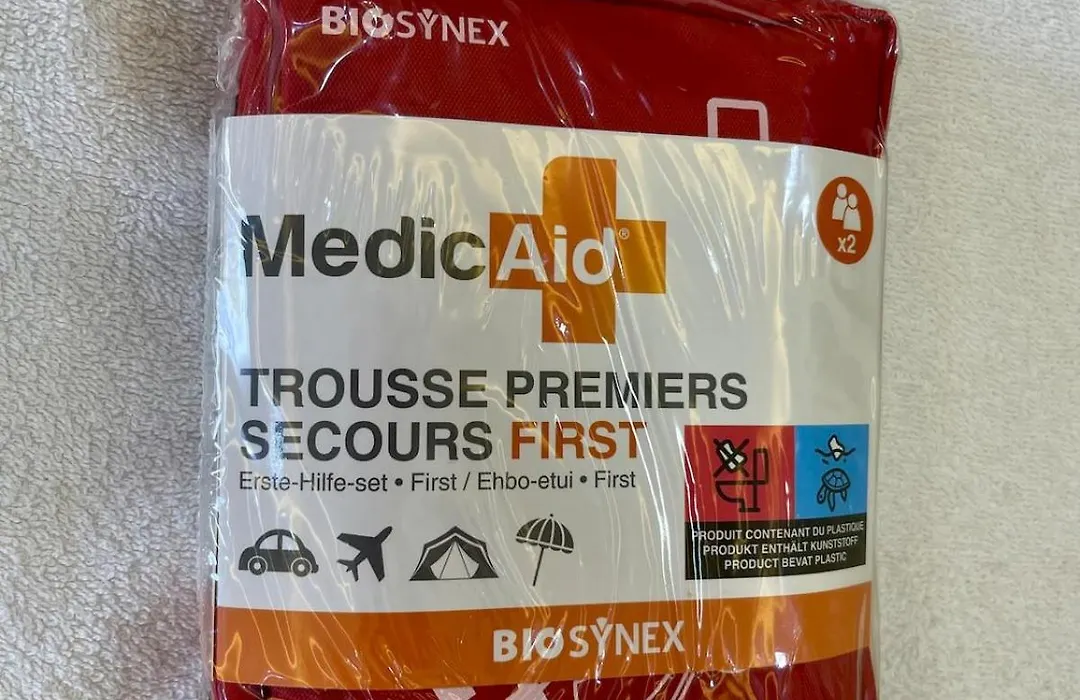 BIOSYNEX
MedicAid®
x2
TROUSSE PREMIERS
SECOURS FIRST
Erste-Hilfe-set • First / Ehbo-etui • First
PRODUIT CONTENANT DU PLASTIQUE
PRODUKT ENTHÄLT KUNSTSTOFF
PRODUCT BEVAT PLASTIC
BIOSYNEX